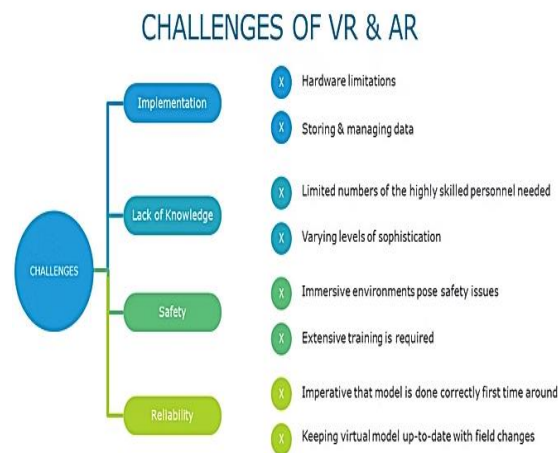 CHALLENGES OF VR & AR
CHALLENGES
Implementation
X Hardware limitations
X Storing & managing data
Lack of Knowledge
X Limited numbers of the highly skilled personnel needed
X Varying levels of sophistication
Safety
X Immersive environments pose safety issues
X Extensive training is required
Reliability
X Imperative that model is done correctly first time around
X Keeping virtual model up-to-date with field changes